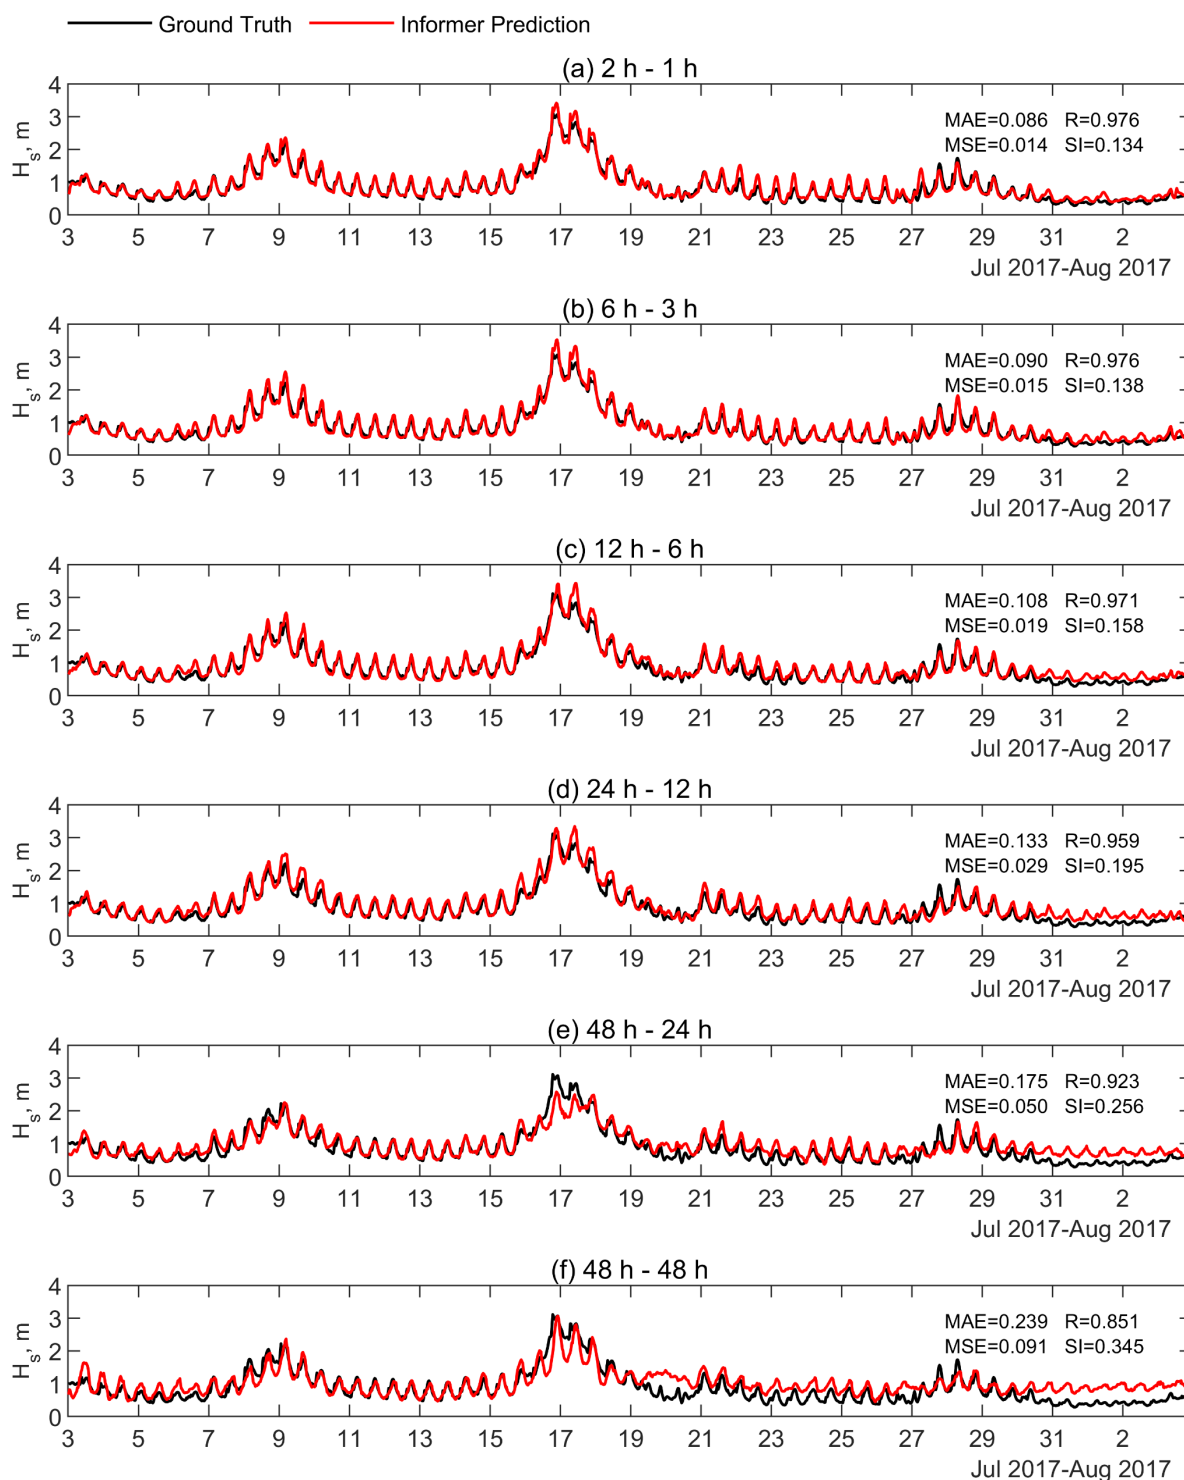 Ground Truth Informer Prediction
(a) 2 h - 1 h
4
3
2
1
0
H_s, m
MAE=0.086 R=0.976
MSE=0.014 SI=0.134
3 5 7 9 11 13 15 17 19 21 23 25 27 29 31 2
Jul 2017-Aug 2017
(b) 6 h - 3 h
4
3
2
1
0
H_s, m
MAE=0.090 R=0.976
MSE=0.015 SI=0.138
3 5 7 9 11 13 15 17 19 21 23 25 27 29 31 2
Jul 2017-Aug 2017
(c) 12 h - 6 h
4
3
2
1
0
H_s, m
MAE=0.108 R=0.971
MSE=0.019 SI=0.158
3 5 7 9 11 13 15 17 19 21 23 25 27 29 31 2
Jul 2017-Aug 2017
(d) 24 h - 12 h
4
3
2
1
0
H_s, m
MAE=0.133 R=0.959
MSE=0.029 SI=0.195
3 5 7 9 11 13 15 17 19 21 23 25 27 29 31 2
Jul 2017-Aug 2017
(e) 48 h - 24 h
4
3
2
1
0
H_s, m
MAE=0.175 R=0.923
MSE=0.050 SI=0.256
3 5 7 9 11 13 15 17 19 21 23 25 27 29 31 2
Jul 2017-Aug 2017
(f) 48 h - 48 h
4
3
2
1
0
H_s, m
MAE=0.239 R=0.851
MSE=0.091 SI=0.345
3 5 7 9 11 13 15 17 19 21 23 25 27 29 31 2
Jul 2017-Aug 2017